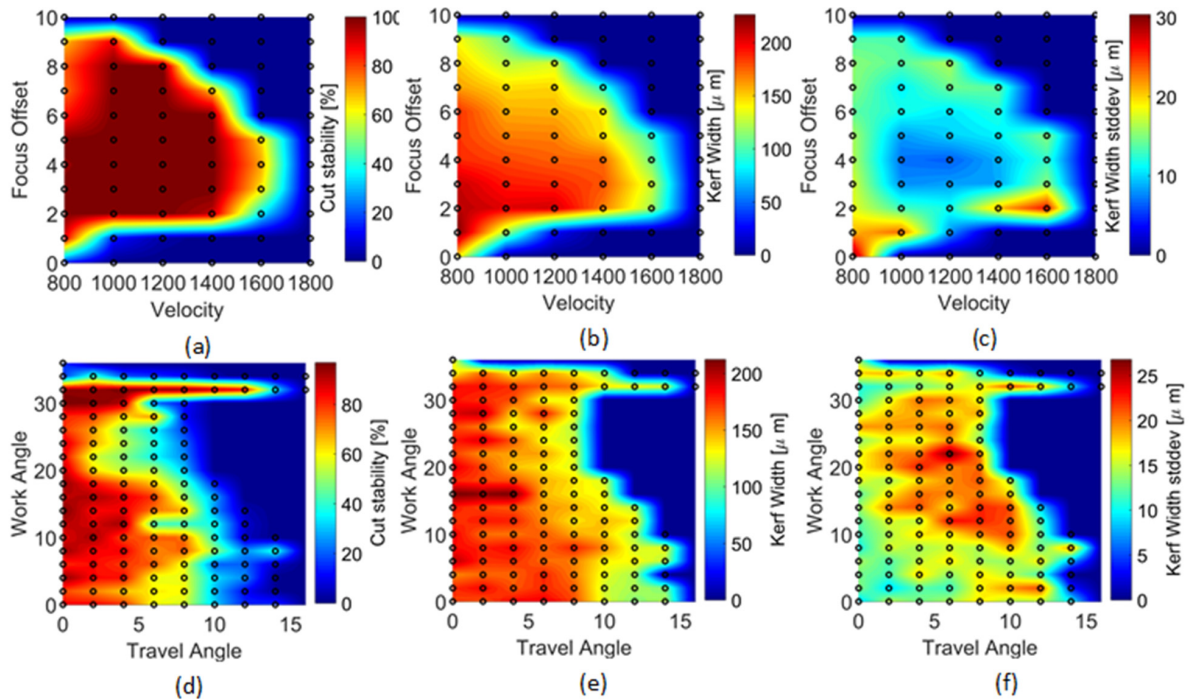 10
8
6
4
2
0
Focus Offset
800 1000 1200 1400 1600 1800
Velocity
100
80
60
40
20
0
Cut stability [%]
(a)
10
8
6
4
2
0
Focus Offset
800 1000 1200 1400 1600 1800
Velocity
200
150
100
50
0
Kerf Width [μ m]
(b)
10
8
6
4
2
0
Focus Offset
800 1000 1200 1400 1600 1800
Velocity
30
20
10
0
Kerf Width stddev [μ m]
(c)
30
20
10
0
Work Angle
0 5 10 15
Travel Angle
80
60
40
20
0
Cut stability [%]
(d)
30
20
10
0
Work Angle
0 5 10 15
Travel Angle
200
150
100
50
0
Kerf Width [μ m]
(e)
30
20
10
0
Work Angle
0 5 10 15
Travel Angle
25
20
15
10
5
0
Kerf Width stddev [μ m]
(f)